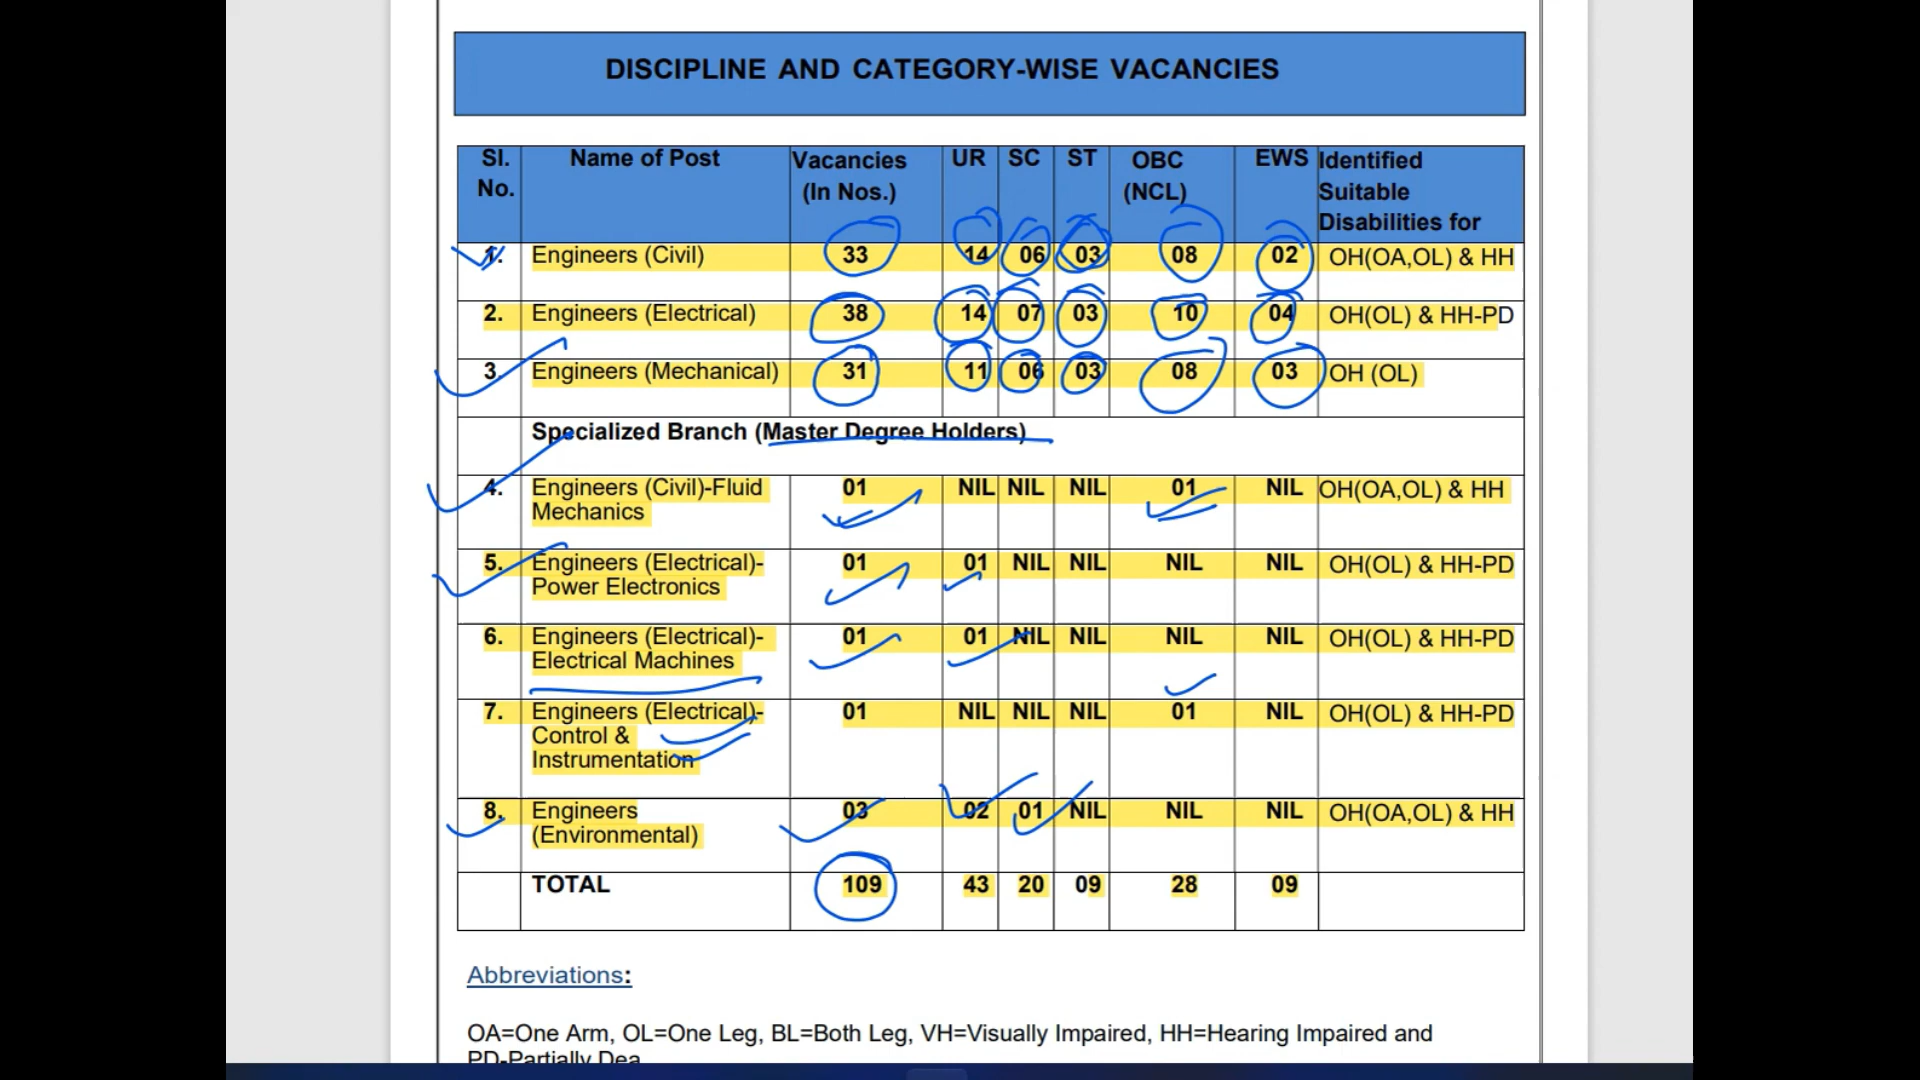 DISCIPLINE AND CATEGORY-WISE VACANCIES
Sl. No. Name of Post Vacancies (In Nos.) UR SC ST OBC (NCL) EWS Identified Suitable Disabilities for
1. Engineers (Civil) 33 14 06 03 08 02 OH(OA,OL) & HH
2. Engineers (Electrical) 38 14 07 03 10 04 OH(OL) & HH-PD
3. Engineers (Mechanical) 31 11 06 03 08 03 OH (OL)
Specialized Branch (Master Degree Holders)
4. Engineers (Civil)-Fluid Mechanics 01 NIL NIL NIL 01 NIL OH(OA,OL) & HH
5. Engineers (Electrical)- Power Electronics 01 01 NIL NIL NIL NIL OH(OL) & HH-PD
6. Engineers (Electrical)- Electrical Machines 01 01 NIL NIL NIL NIL OH(OL) & HH-PD
7. Engineers (Electrical)- Control & Instrumentation 01 NIL NIL NIL 01 NIL OH(OL) & HH-PD
8. Engineers (Environmental) 03 02 01 NIL NIL NIL OH(OA,OL) & HH
TOTAL 109 43 20 09 28 09
Abbreviations:
OA=One Arm, OL=One Leg, BL=Both Leg, VH=Visually Impaired, HH=Hearing Impaired and
PD-Partially Dea